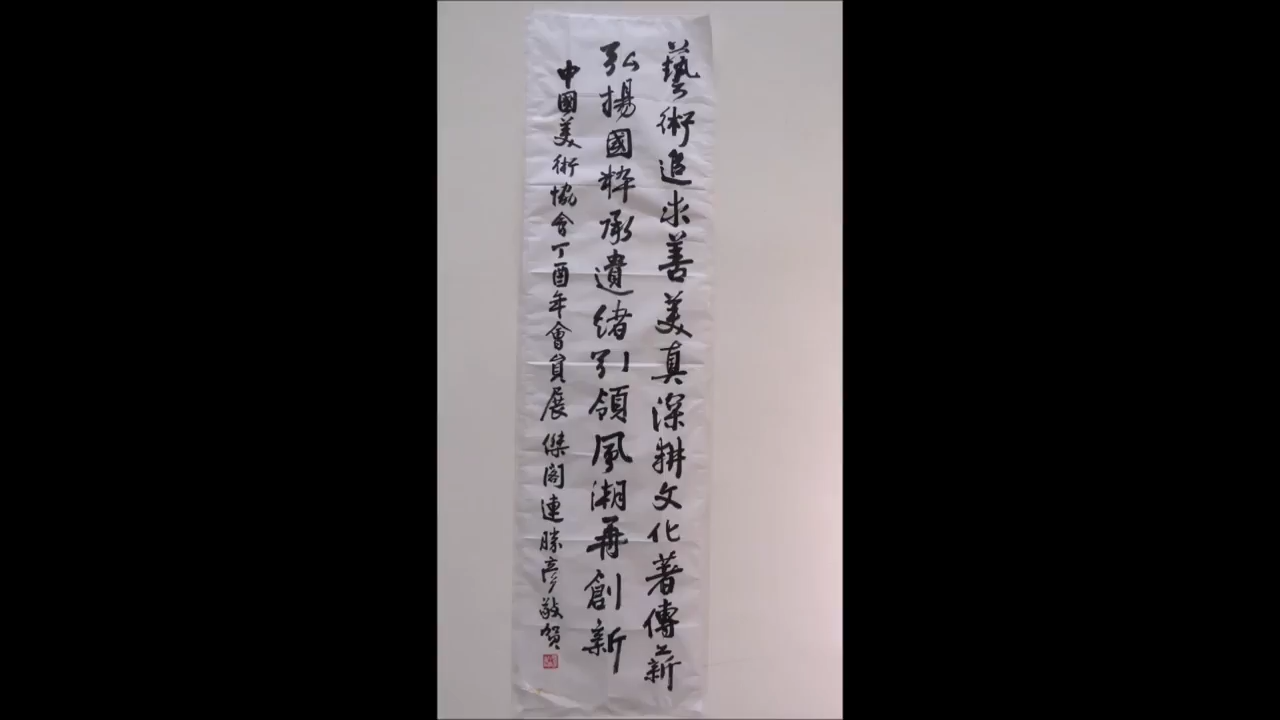 藝術追求善美真深耕文化著傳薪
弘揚國粹承遺緒引領風潮再創新
中國美術協會丁酉年會員展 傑閣連勝彥敬賀